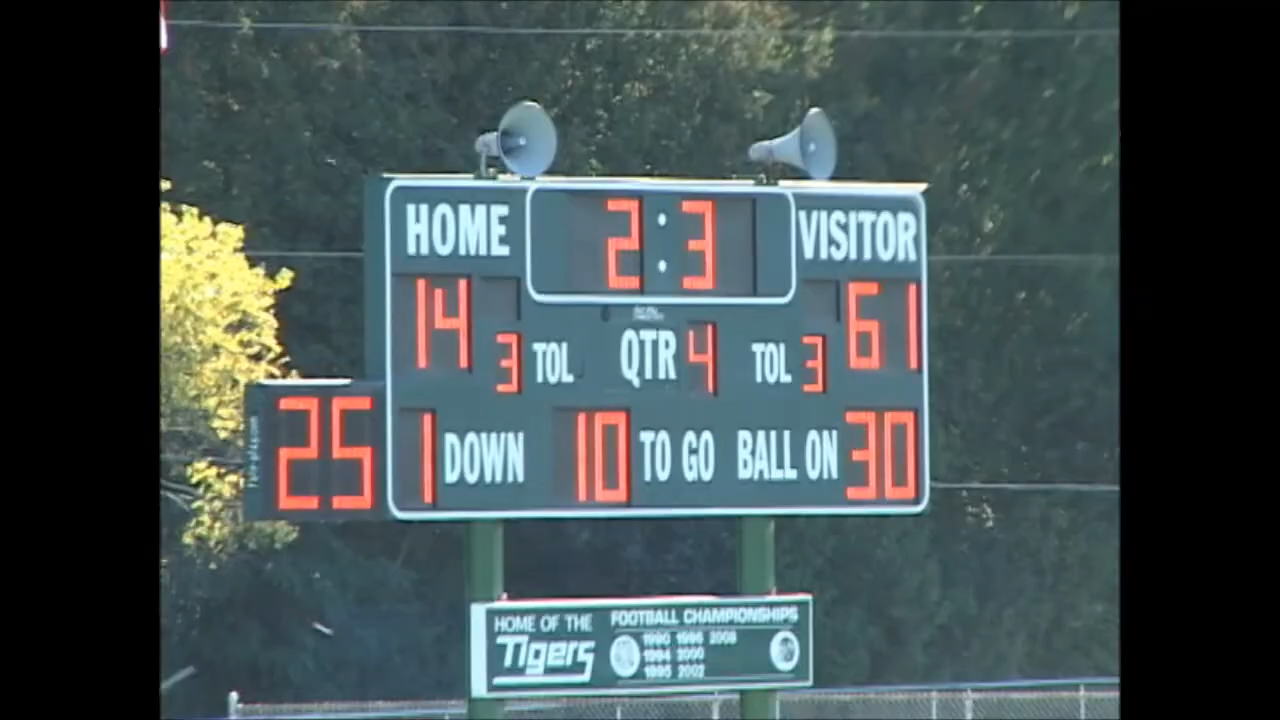 HOME 2:3 VISITOR
14 61
3 TOL QTR 4 TOL 3
25 1 DOWN 10 TO GO BALL ON 30
HOME OF THE
Tigers
FOOTBALL CHAMPIONSHIPS
1990 1996 2008
1994 2000
1995 2002